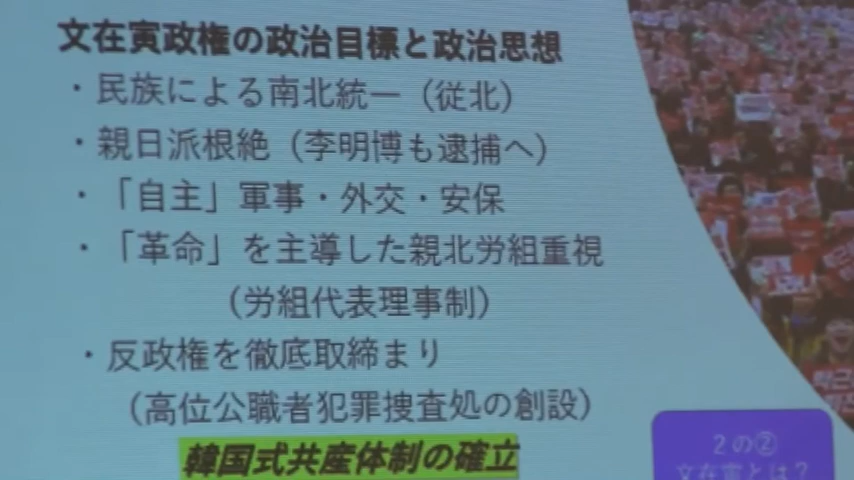 文在寅政権の政治目標と政治思想
・民族による南北統一（従北）
・親日派根絶（李明博も逮捕へ）
・「自主」軍事・外交・安保
・「革命」を主導した親北労組重視
（労組代表理事制）
・反政権を徹底取締まり
（高位公職者犯罪捜査処の創設）
韓国式共産体制の確立
２の②
文在寅とは？